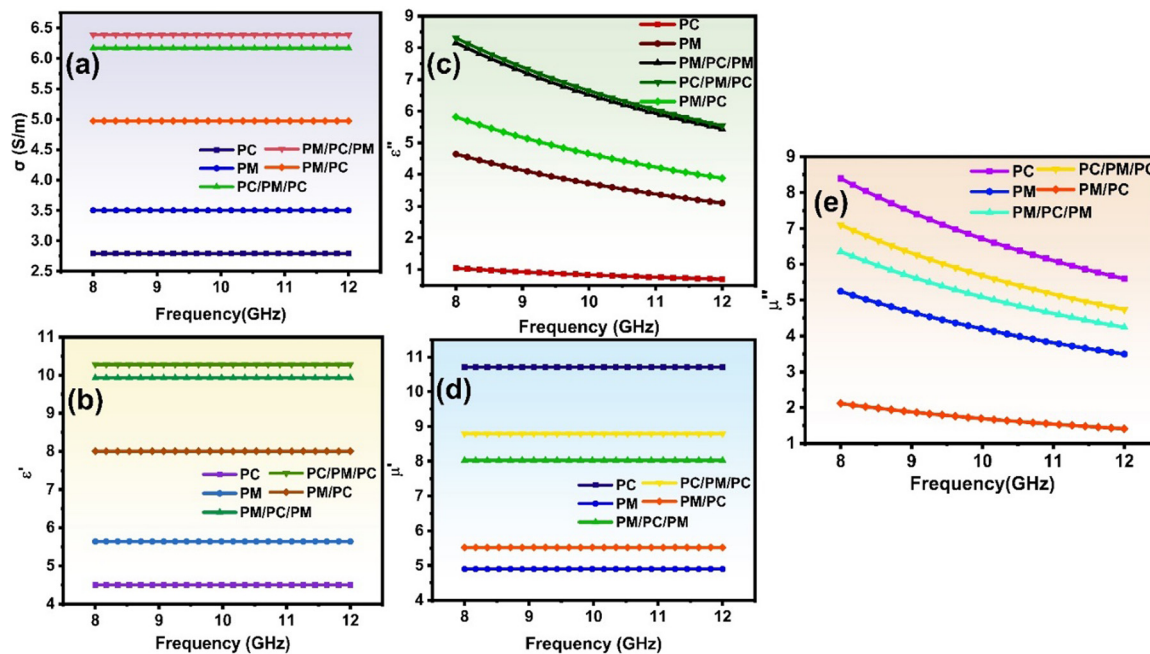 (a)
σ (S/m)
6.5
6.0
5.5
5.0
4.5
4.0
3.5
3.0
2.5
PC PM/PC/PM
PM PM/PC
PC/PM/PC
8 9 10 11 12
Frequency(GHz)
(b)
ε'
11
10
9
8
7
6
5
4
PC PC/PM/PC
PM PM/PC
PM/PC/PM
8 9 10 11 12
Frequency (GHz)
(c)
ε''
9
8
7
6
5
4
3
2
1
PC
PM
PM/PC/PM
PC/PM/PC
PM/PC
8 9 10 11 12
Frequency (GHz)
(d)
μ'
11
10
9
8
7
6
5
4
PC PC/PM/PC
PM PM/PC
PM/PC/PM
8 9 10 11 12
Frequency (GHz)
(e)
μ''
9
8
7
6
5
4
3
2
1
PC PC/PM/PC
PM PM/PC
PM/PC/PM
8 9 10 11 12
Frequency(GHz)